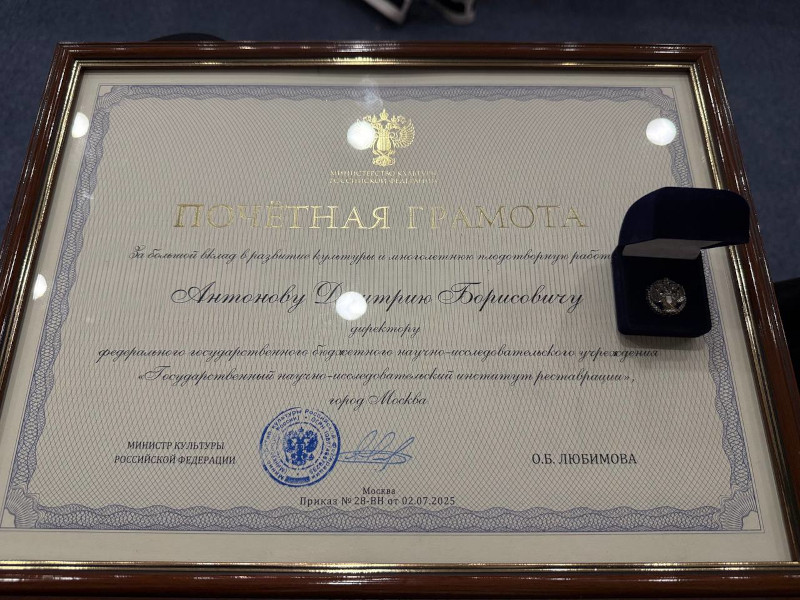 МИНИСТЕРСТВО КУЛЬТУРЫ
РОССИЙСКОЙ ФЕДЕРАЦИИ
ПОЧЁТНАЯ ГРАМОТА
За большой вклад в развитие культуры и многолетнюю плодотворную работу
Антонову Дмитрию Борисовичу
директору
федерального государственного бюджетного научно-исследовательского учреждения
«Государственный научно-исследовательский институт реставрации»,
город Москва
МИНИСТР КУЛЬТУРЫ
РОССИЙСКОЙ ФЕДЕРАЦИИ
О.Б. ЛЮБИМОВА
Москва
Приказ № 28-ВН от 02.07.2025